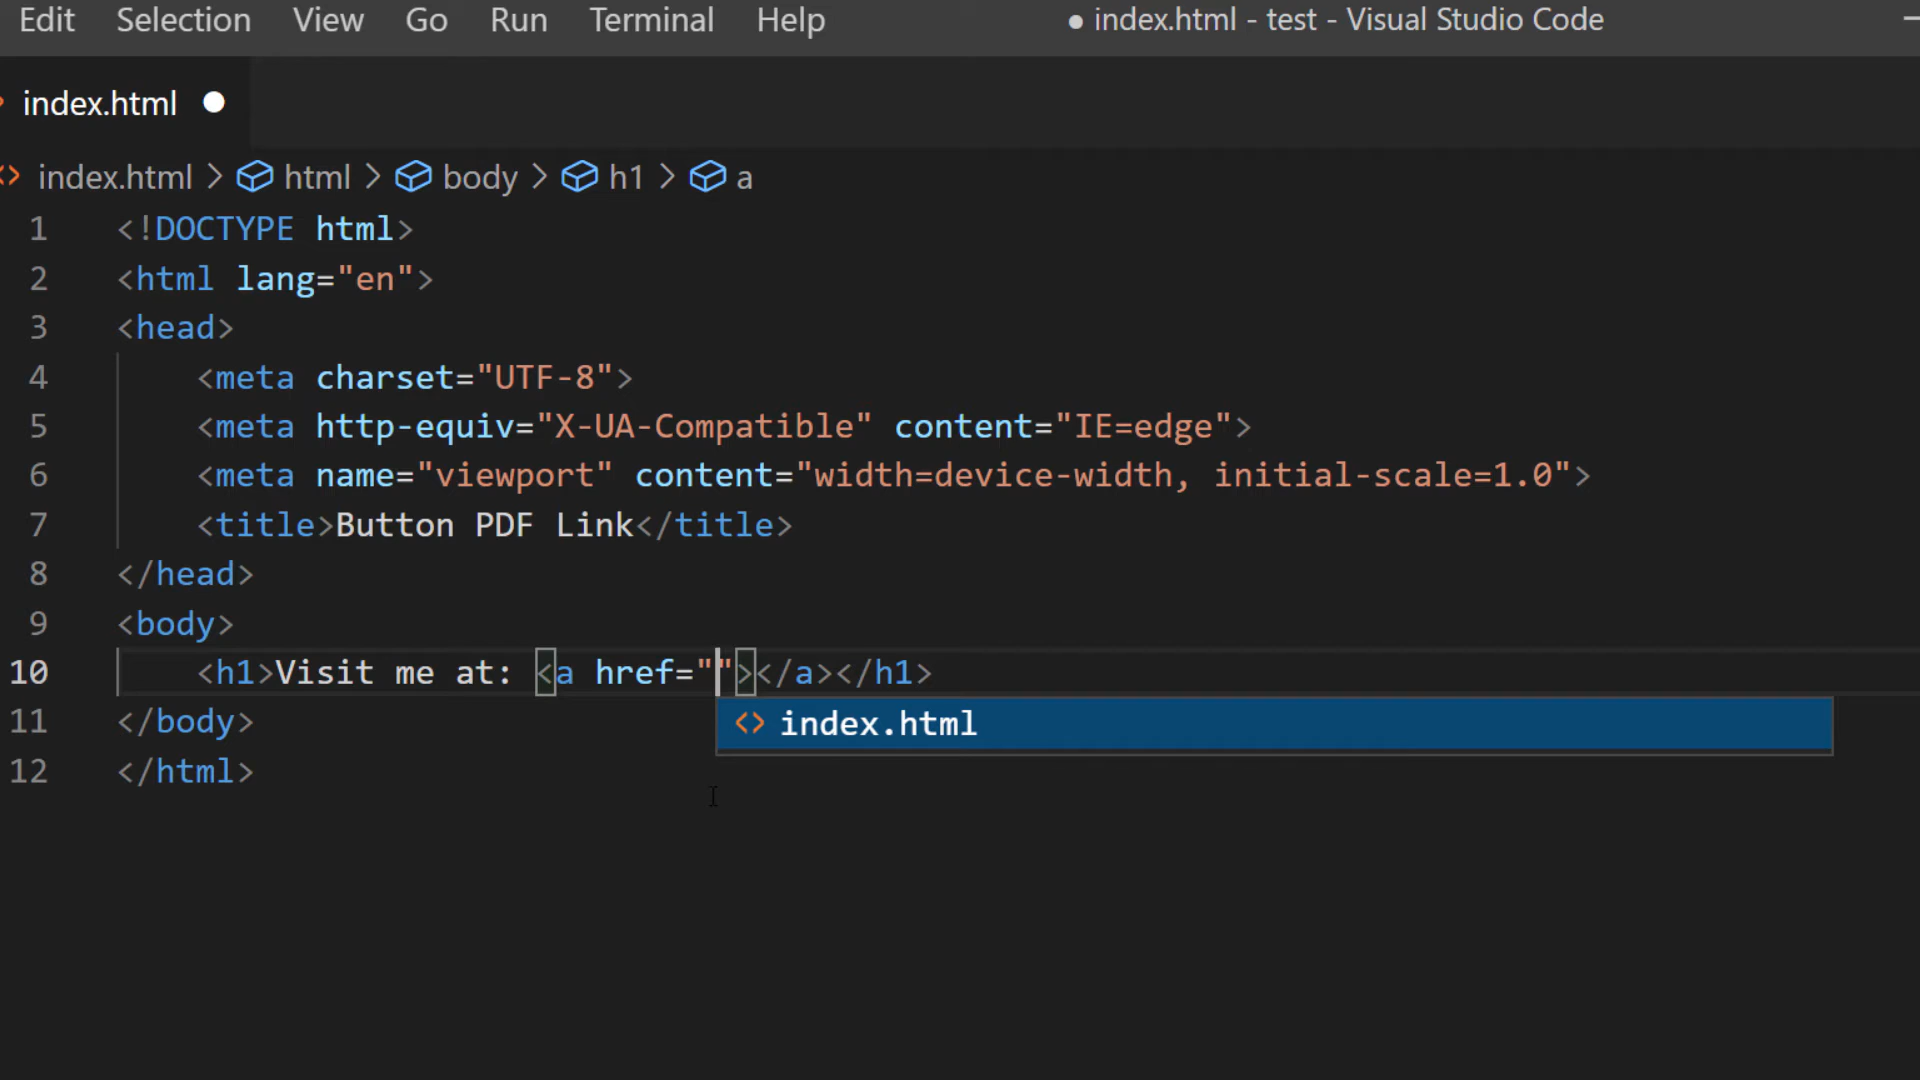 Edit Selection View Go Run Terminal Help ● index.html - test - Visual Studio Code
index.html ●
index.html > html > body > h1 > a
1 <!DOCTYPE html>
2 <html lang="en">
3 <head>
4 <meta charset="UTF-8">
5 <meta http-equiv="X-UA-Compatible" content="IE=edge">
6 <meta name="viewport" content="width=device-width, initial-scale=1.0">
7 <title>Button PDF Link</title>
8 </head>
9 <body>
10 <h1>Visit me at: <a href=""></a></h1>
11 </body>
index.html
12 </html>